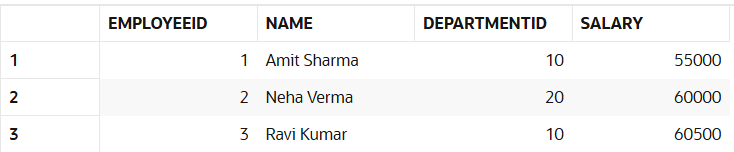 EMPLOYEEID NAME DEPARTMENTID SALARY
1 1 Amit Sharma 10 55000
2 2 Neha Verma 20 60000
3 3 Ravi Kumar 10 60500